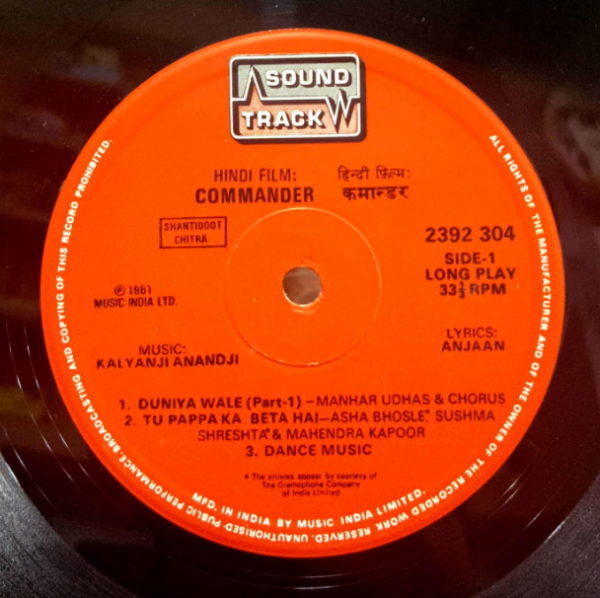 SOUND
TRACK
HINDI FILM: हिन्दी फ़िल्म:
COMMANDER कमान्डर
SHANTIDOOT
CHITRA
2392 304
SIDE-1
LONG PLAY
33⅓ RPM
℗ 1981
MUSIC INDIA LTD.
MUSIC:
KALYANJI ANANDJI
LYRICS:
ANJAAN
1. DUNIYA WALE (Part-1) – MANHAR UDHAS & CHORUS
2. TU PAPPA KA BETA HAI—ASHA BHOSLE*, SUSHMA
SHRESHTA* & MAHENDRA KAPOOR
3. DANCE MUSIC
* The articles appear by courtesy of
The Gramophone Company
of India Limited
MFD. IN INDIA BY MUSIC INDIA LIMITED.
ALL RIGHTS OF THE MANUFACTURER AND OF THE OWNER OF THE RECORDED WORK RESERVED. UNAUTHORISED PUBLIC PERFORMANCE BROADCASTING AND COPYING OF THIS RECORD PROHIBITED.